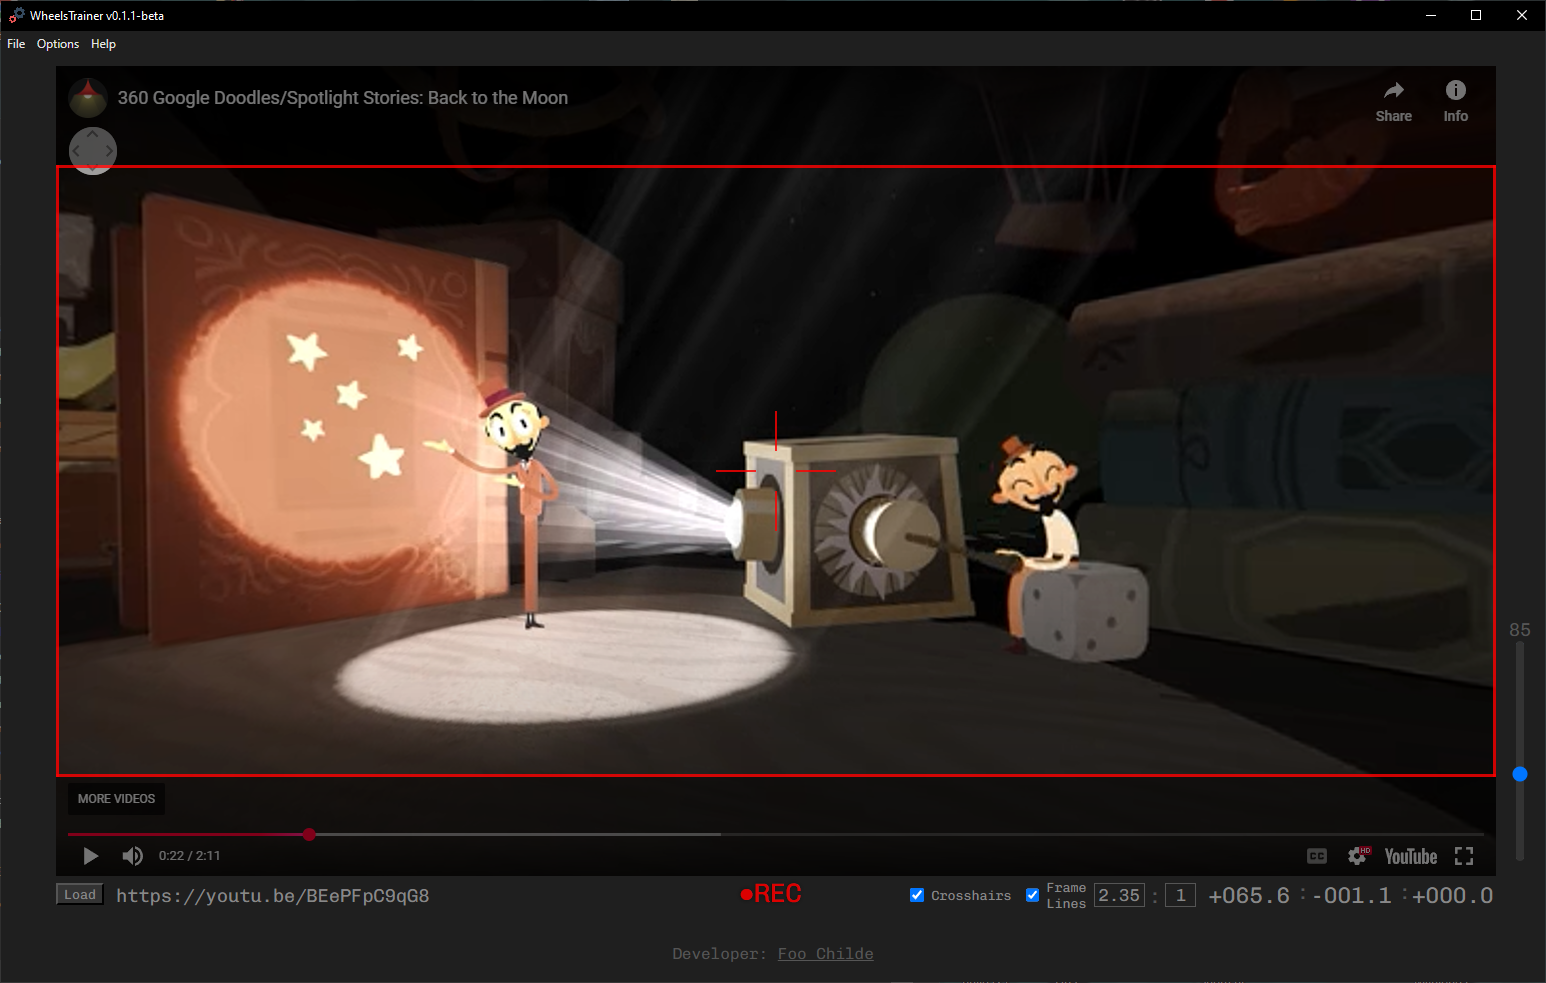 WheelsTrainer v0.1.1-beta
File Options Help
360 Google Doodles/Spotlight Stories: Back to the Moon
Share Info
85
MORE VIDEOS
0:22 / 2:11
CC HD YouTube
Load https://youtu.be/BEePFpC9qG8 REC Crosshairs Frame Lines 2.35 : 1 +065.6 : -001.1 : +000.0
Developer: Foo Childe